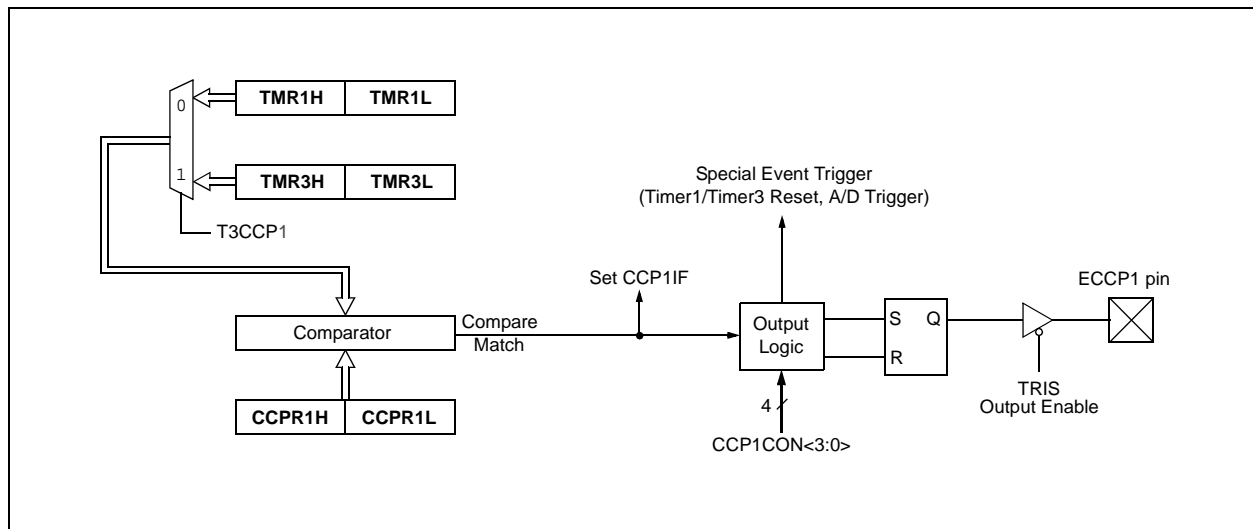 0
TMR1H TMR1L
1
TMR3H TMR3L
T3CCP1
Special Event Trigger
(Timer1/Timer3 Reset, A/D Trigger)
Set CCP1IF
ECCP1 pin
Comparator
Compare
Match
Output
Logic
S Q
R
TRIS
Output Enable
CCPR1H CCPR1L
4
CCP1CON<3:0>